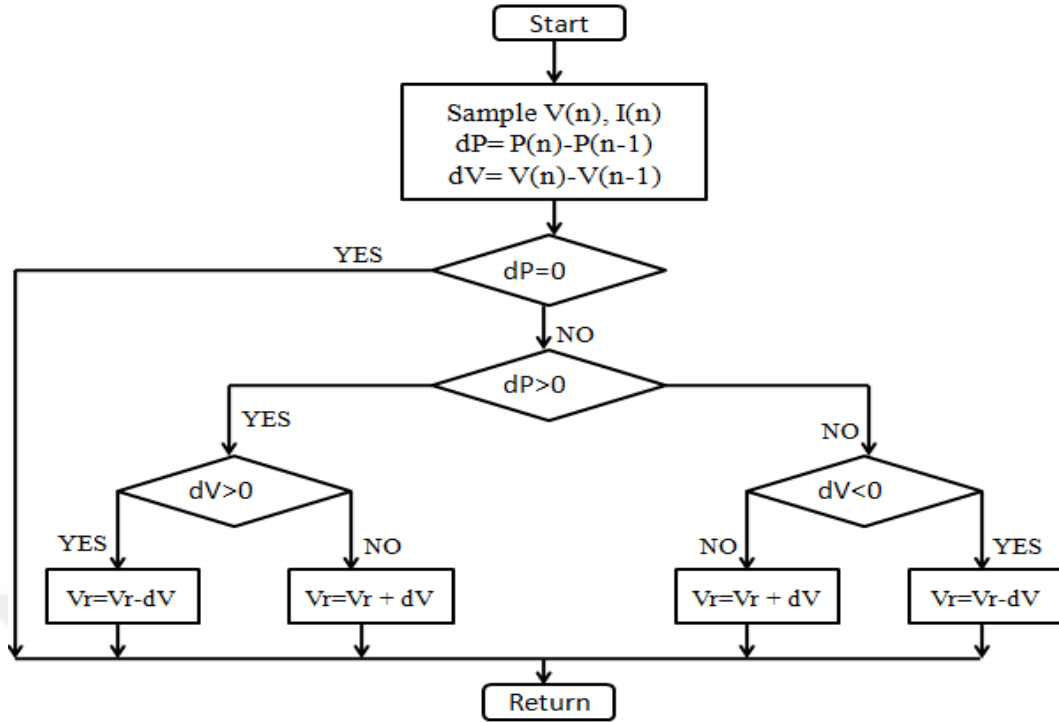 Start
Sample V(n), I(n)
dP= P(n)-P(n-1)
dV= V(n)-V(n-1)
YES
dP=0
NO
dP>0
YES
NO
dV>0
dV<0
YES
NO
NO
YES
Vr=Vr-dV
Vr=Vr + dV
Vr=Vr + dV
Vr=Vr-dV
Return